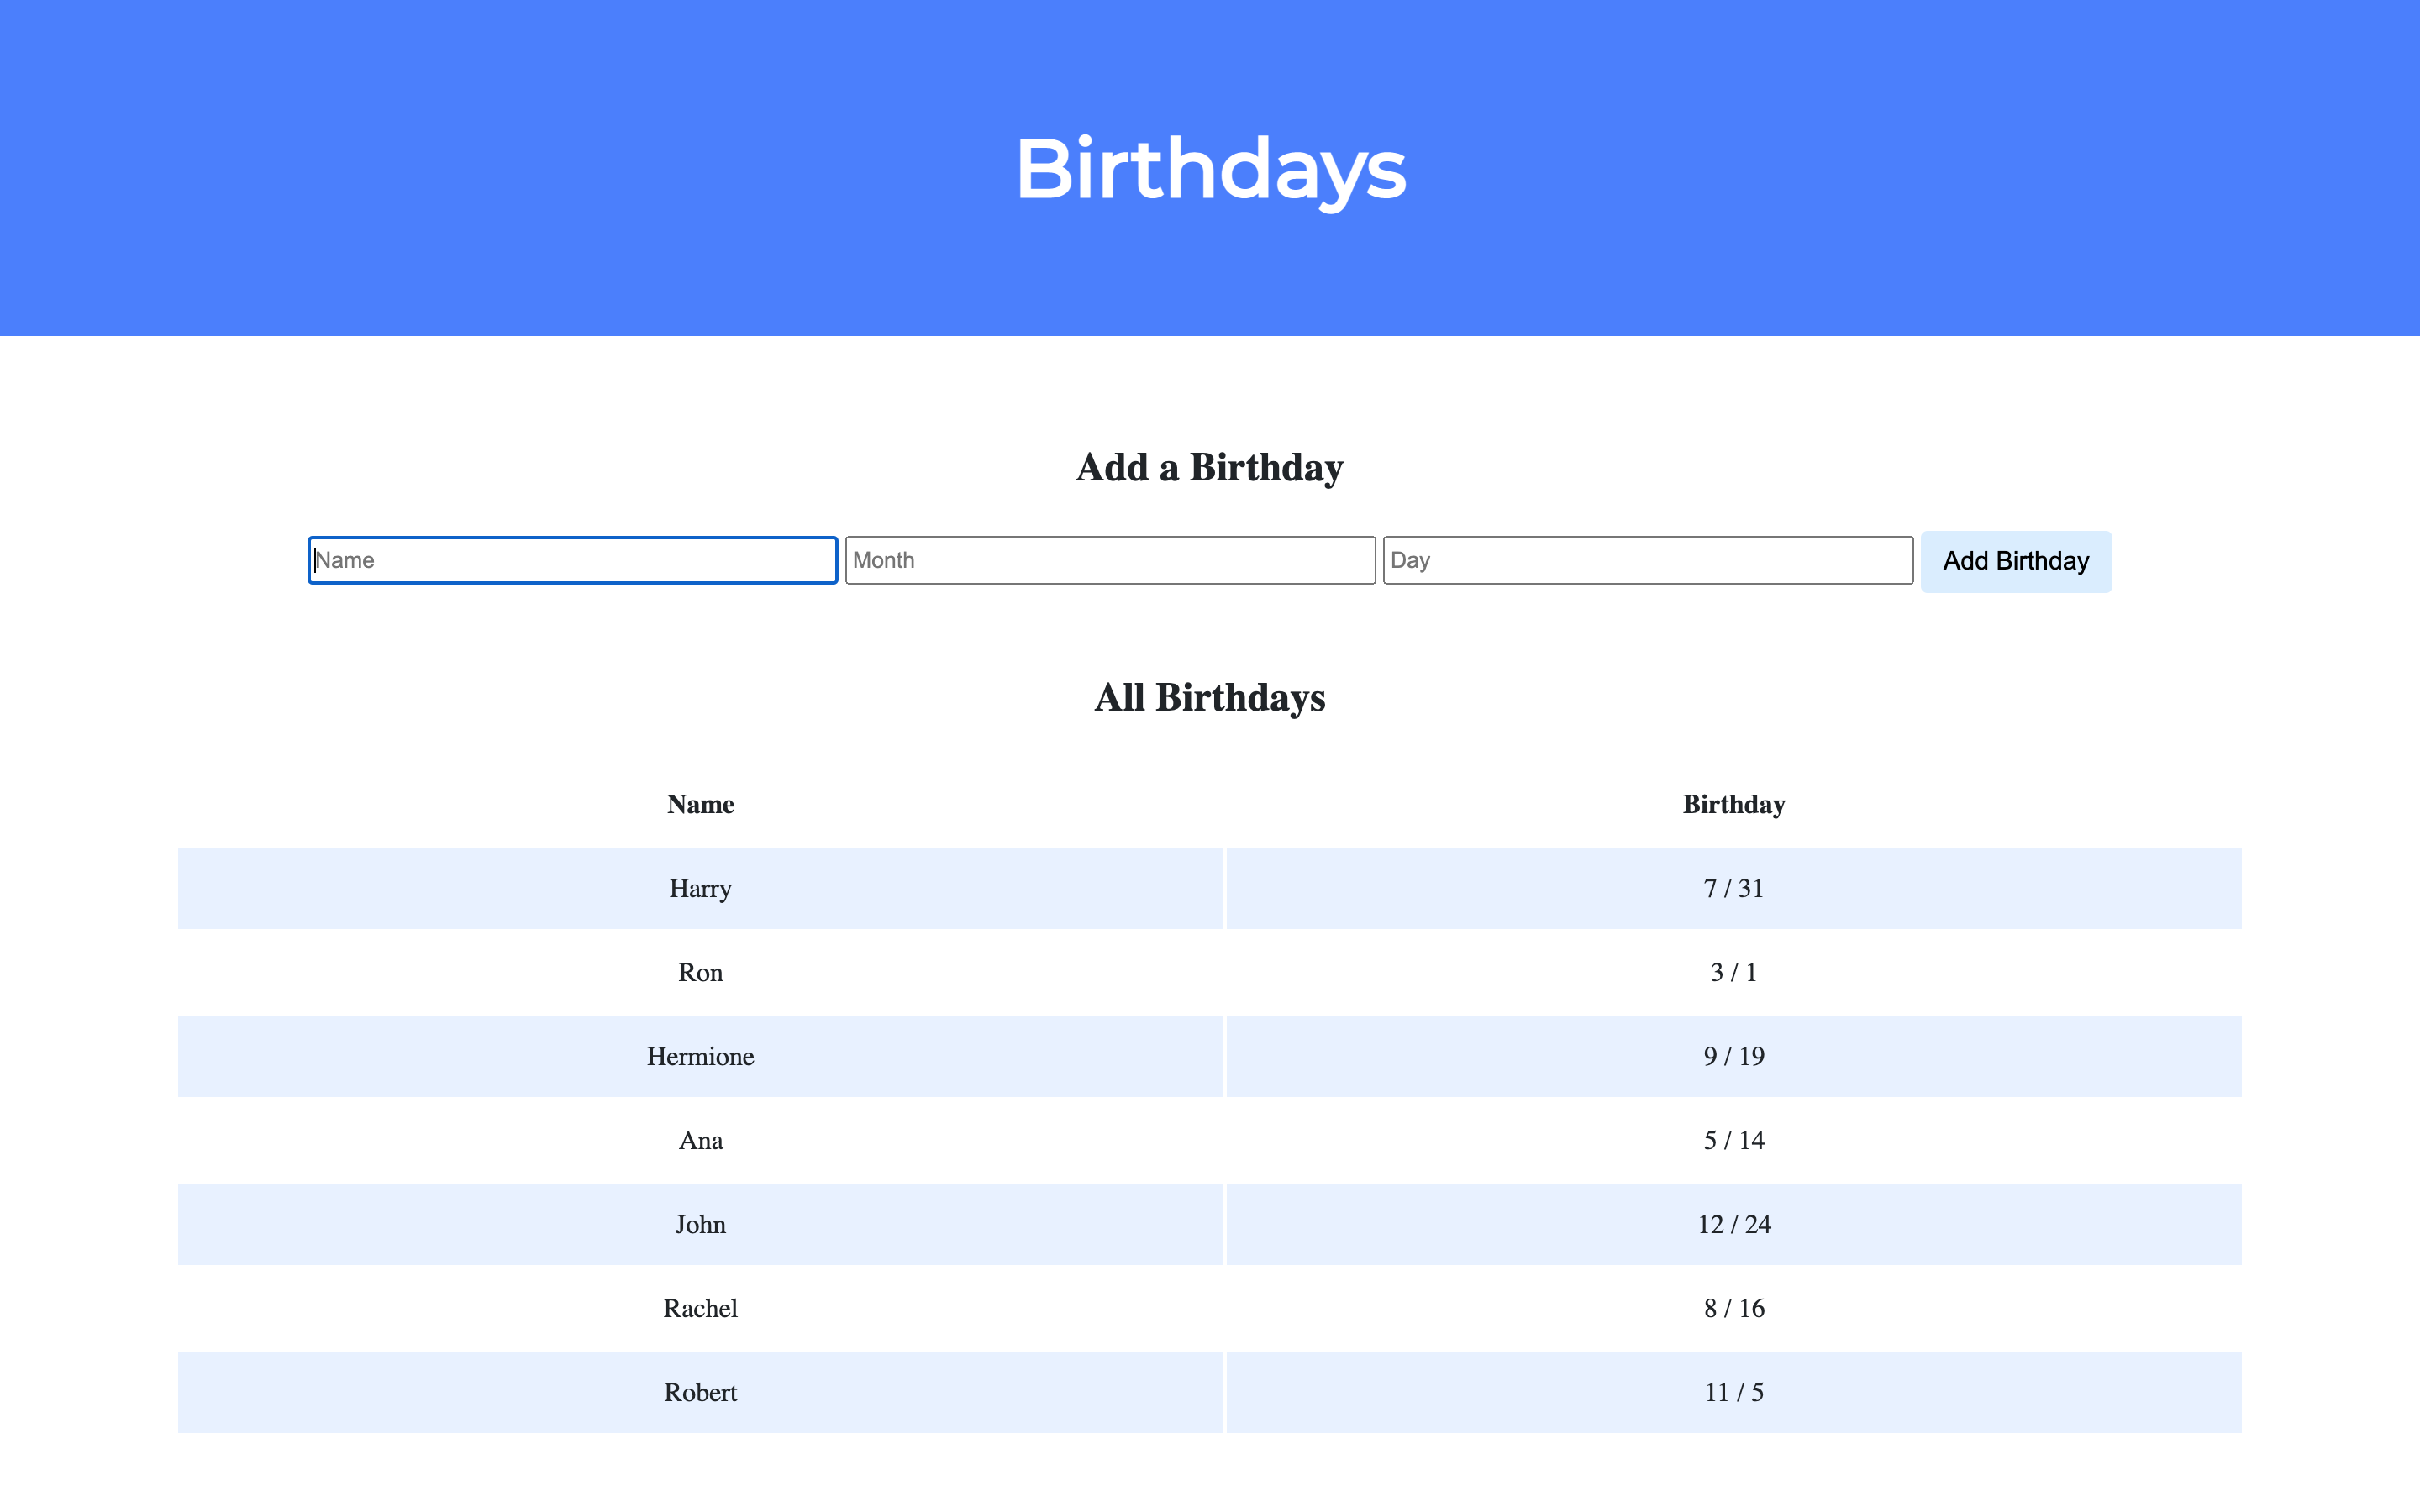 Birthdays
Add a Birthday
Name Month Day Add Birthday
All Birthdays
Name Birthday
Harry 7 / 31
Ron 3 / 1
Hermione 9 / 19
Ana 5 / 14
John 12 / 24
Rachel 8 / 16
Robert 11 / 5